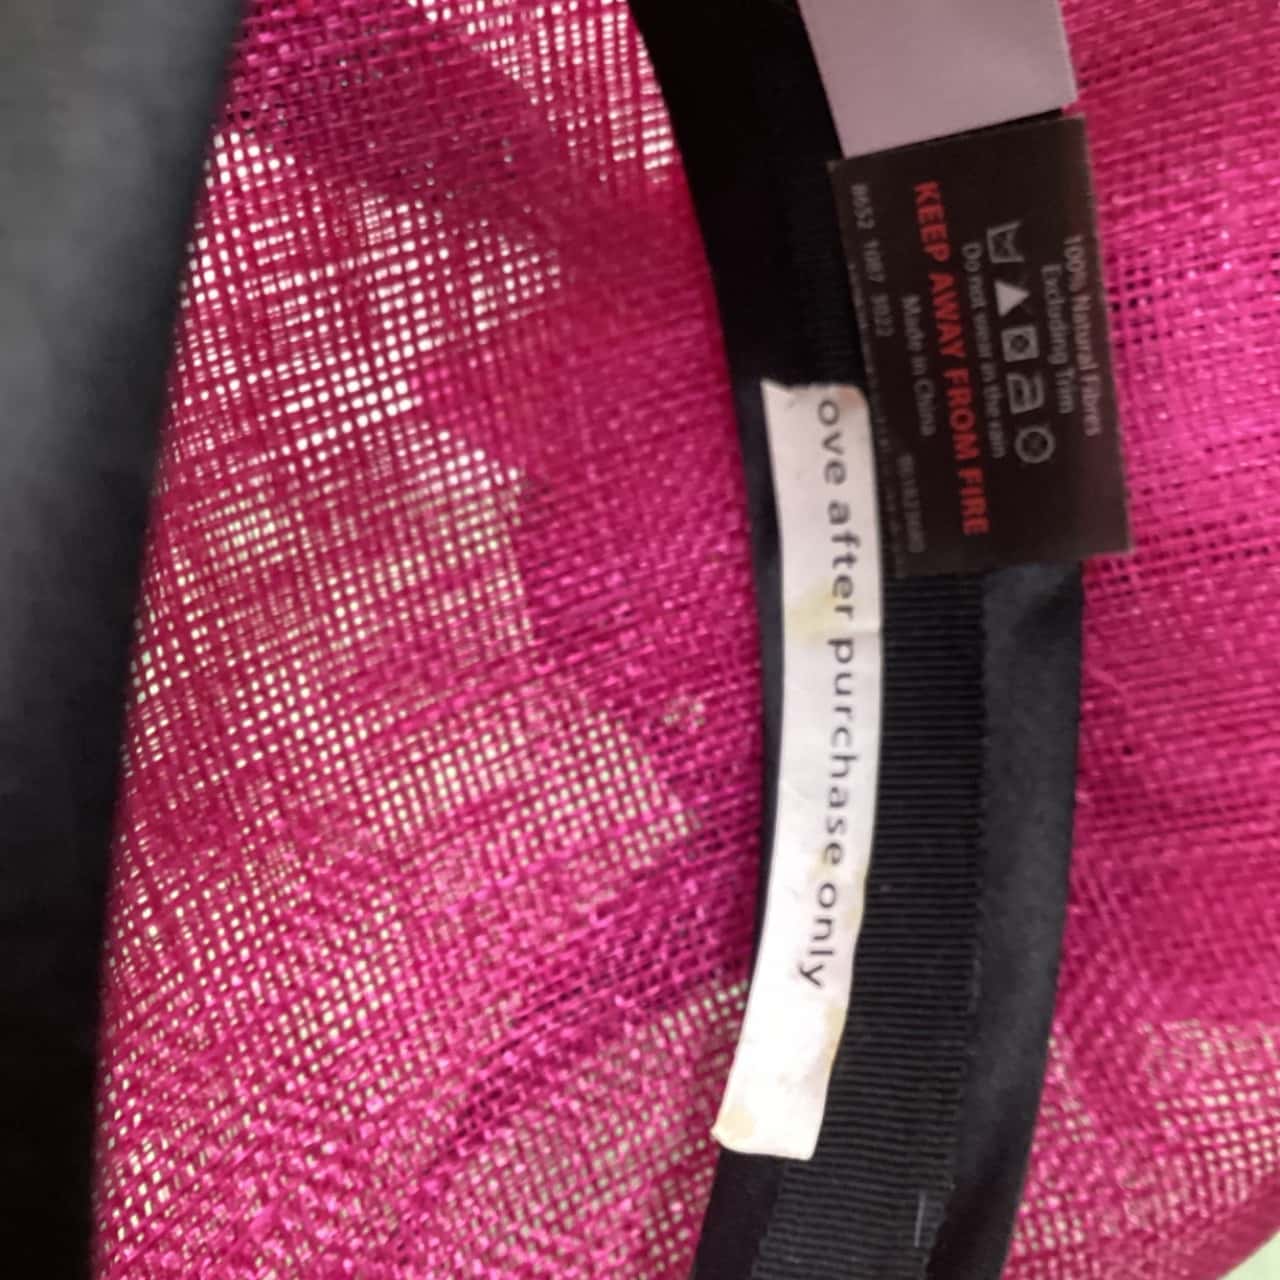 100% Natural Fibres
Excluding Trim
Do not wear in the rain
KEEP AWAY FROM FIRE
Made in China
ove after purchase only